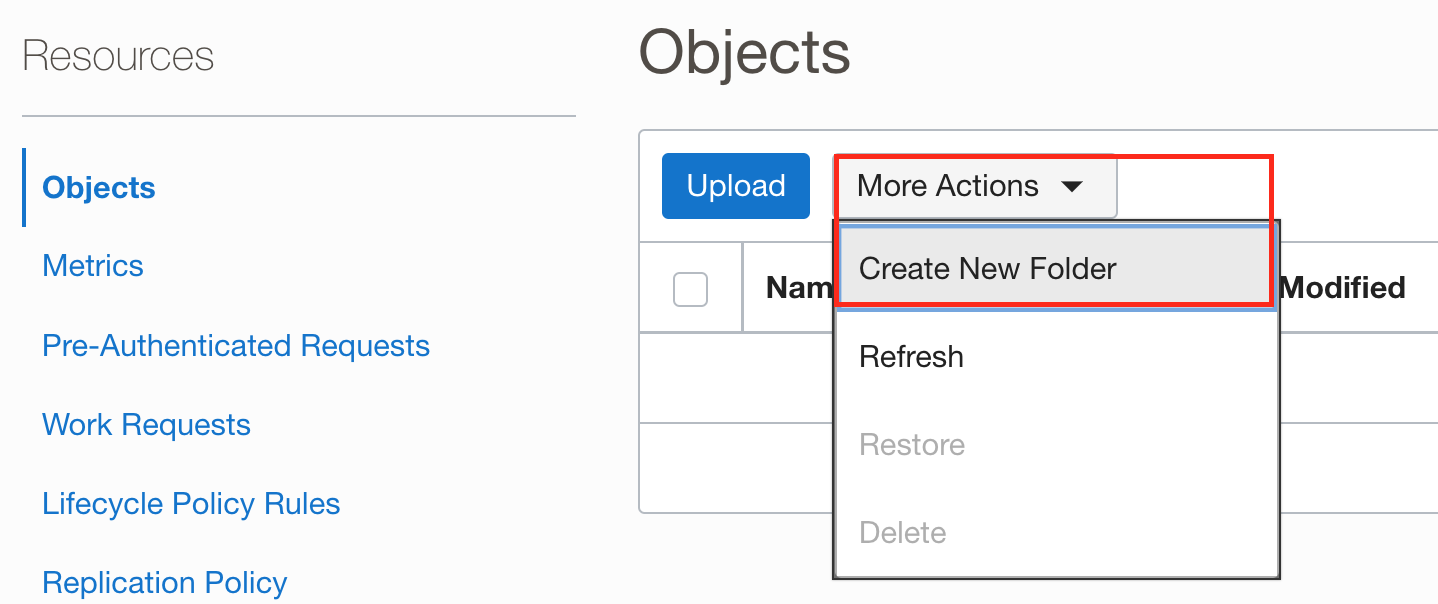 Resources
Objects
Metrics
Pre-Authenticated Requests
Work Requests
Lifecycle Policy Rules
Replication Policy
Objects
Upload
More Actions
Create New Folder
Refresh
Restore
Delete
Modified